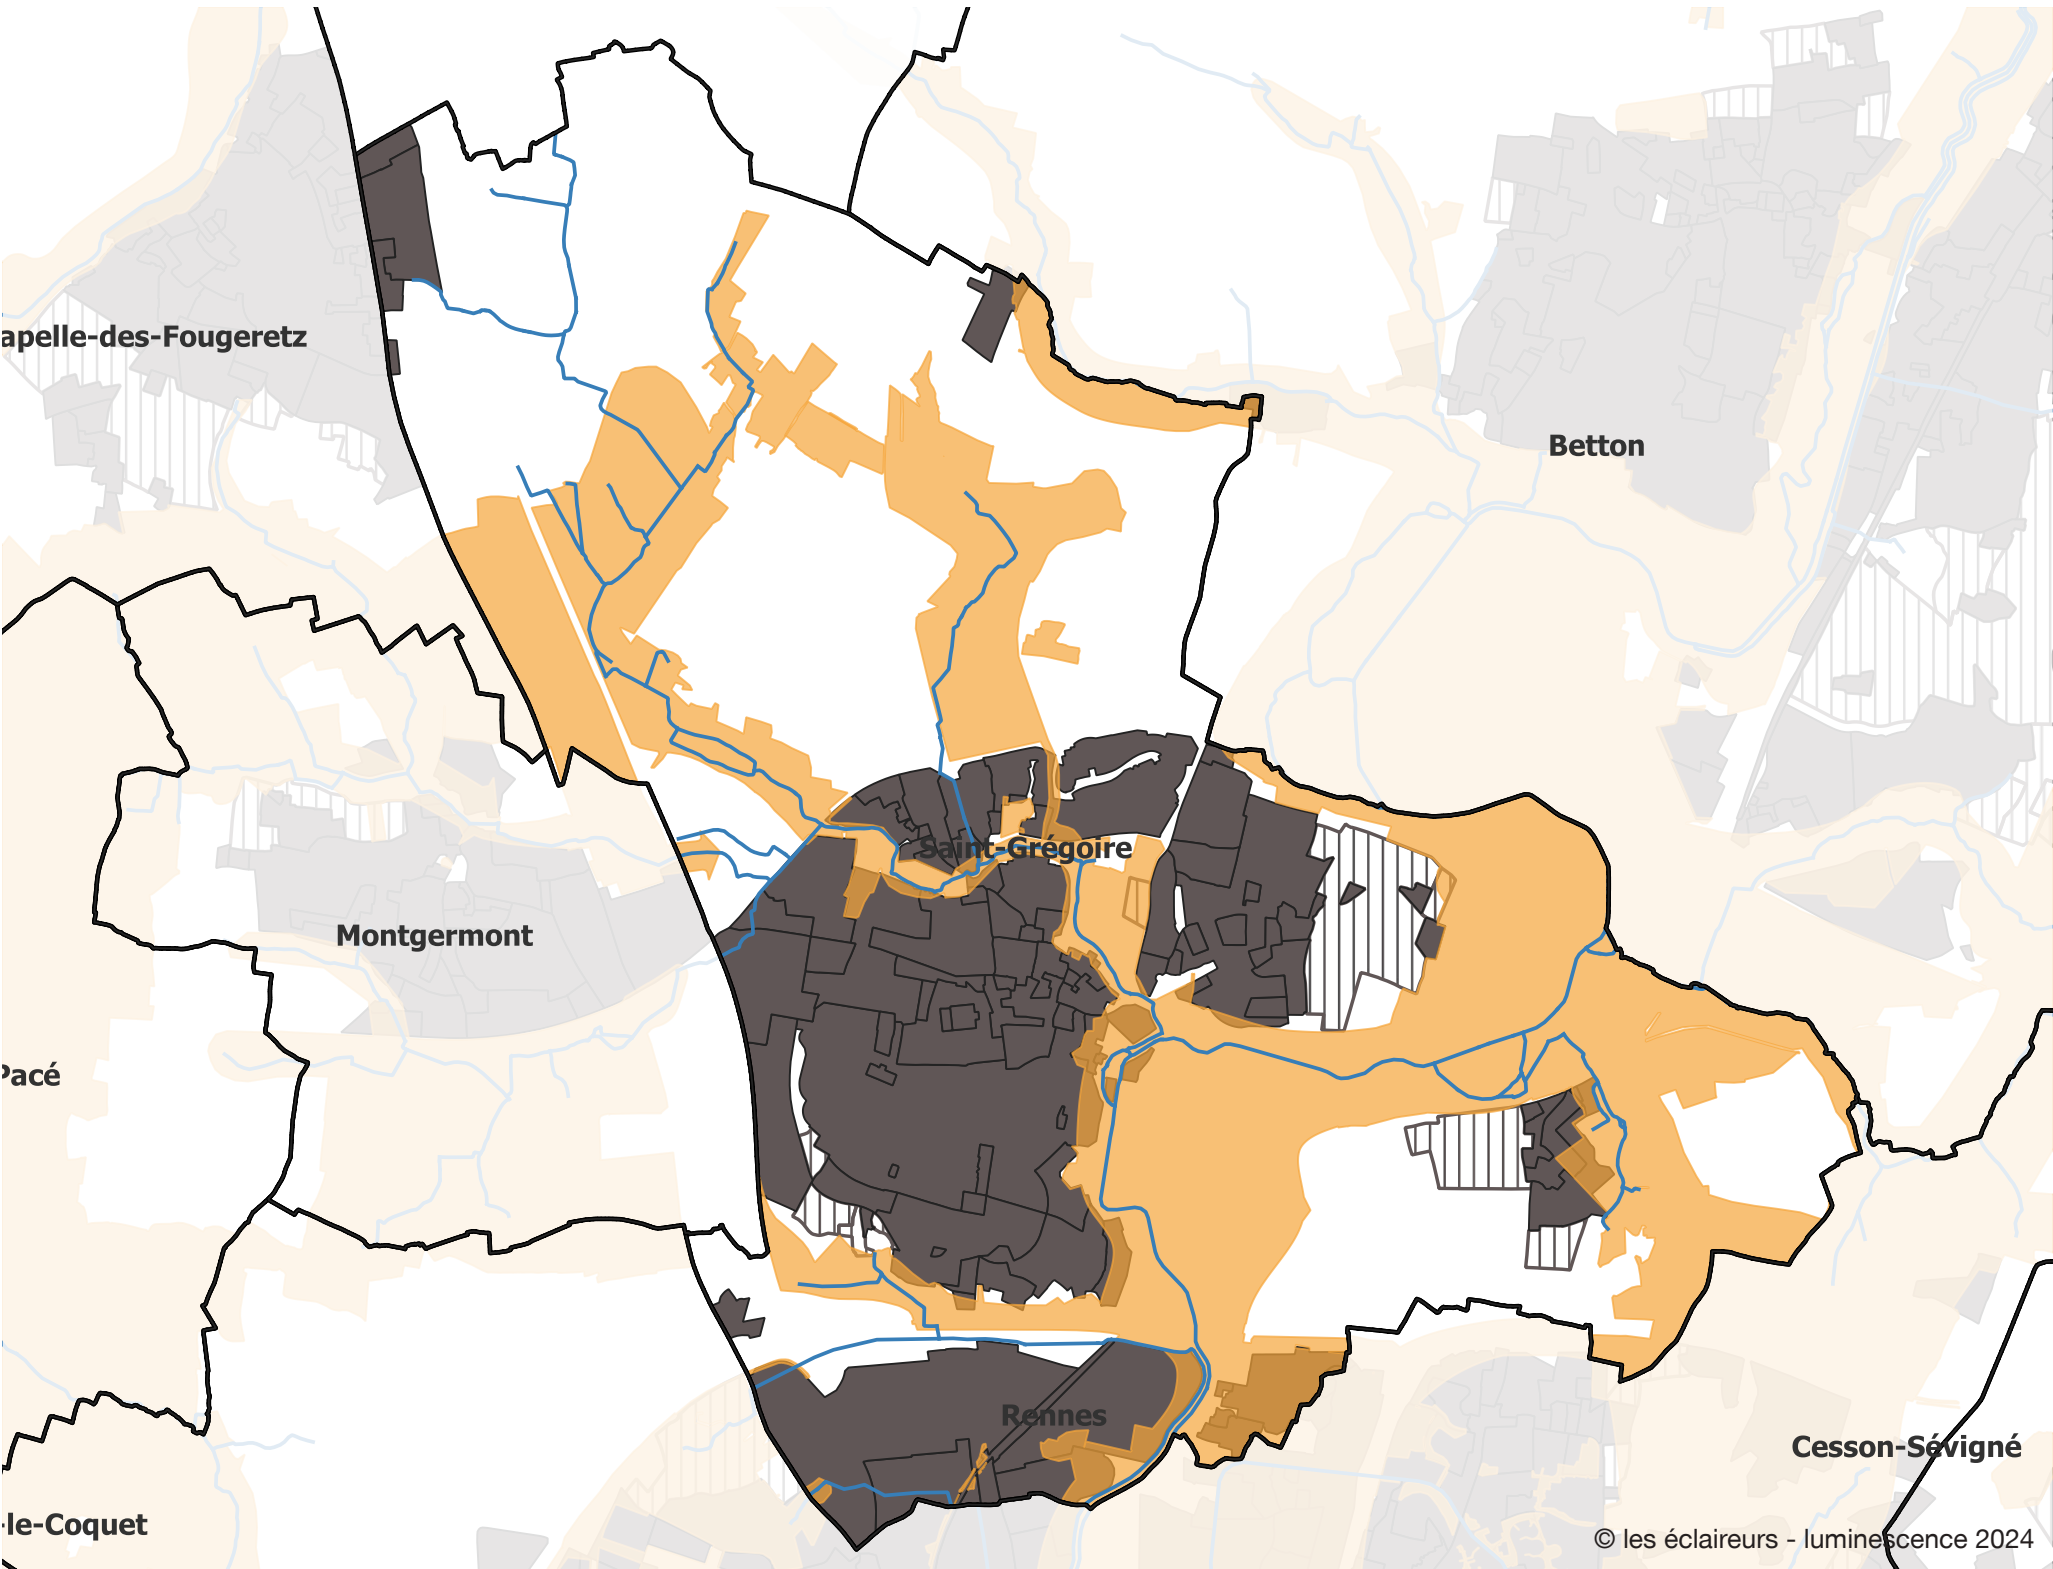 apelle-des-Fougeretz
Betton
Saint-Grégoire
Montgermont
Pacé
Rennes
Cesson-Sévigné
-le-Coquet
© les éclaireurs - luminescence 2024